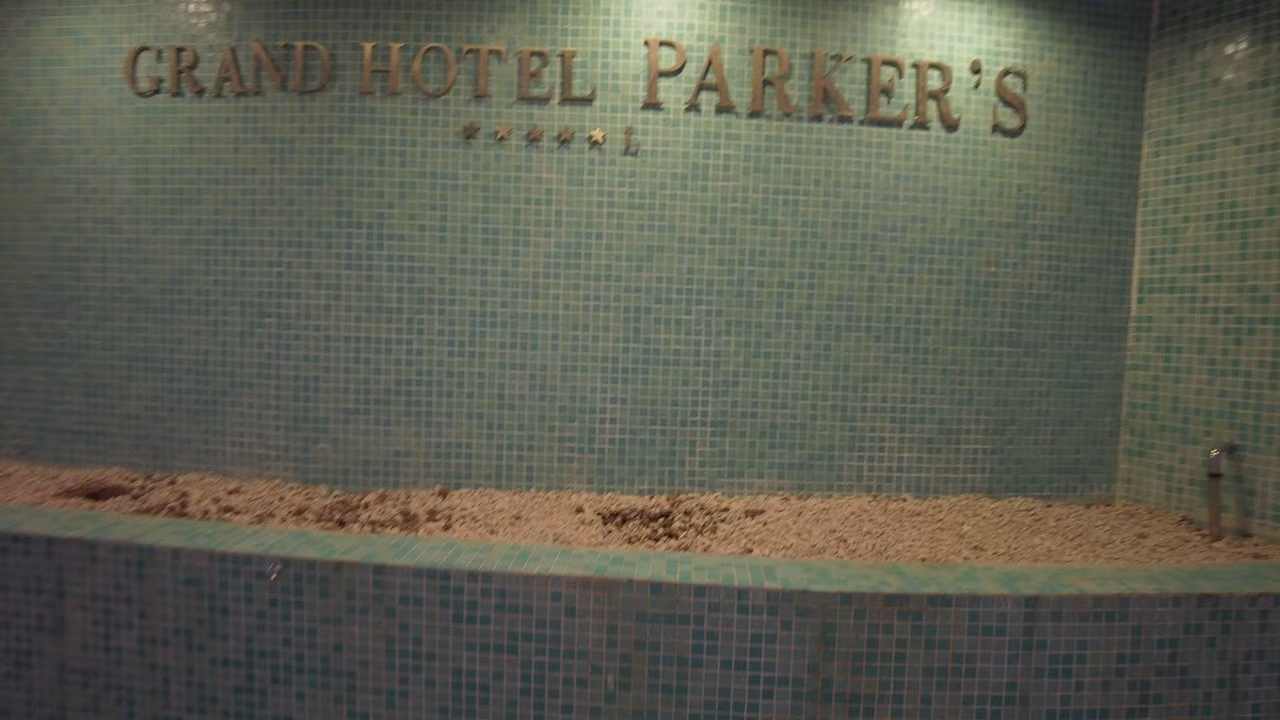 GRAND HOTEL PARKER'S
★★★★★ L